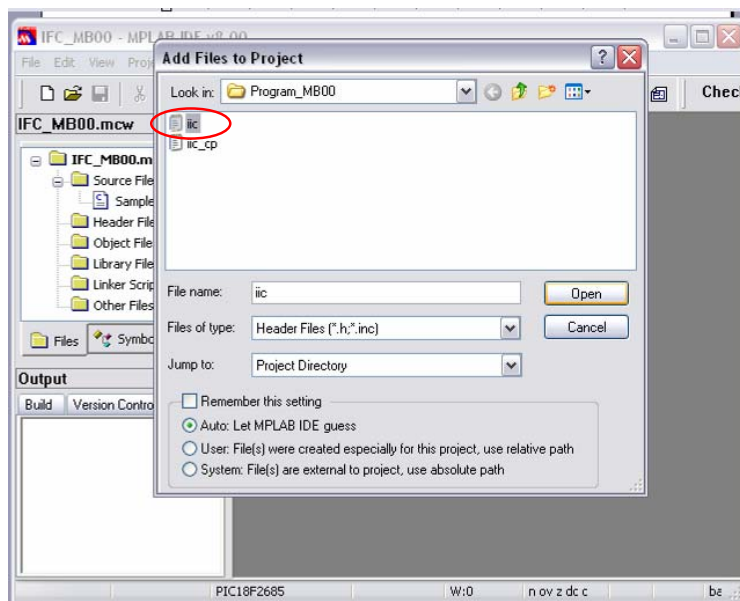 IFC_MB00 - MPLAB IDE v8.00
File Edit View Proje
Add Files to Project
Look in: Program_MB00
Chec
IFC_MB00.mcw
iic
iic_cp
IFC_MB00.m
Source File
Sample
Header File
Object File
Library File
Linker Scrip
Other Files
File name: iic
Open
Files of type: Header Files (*.h;*.inc)
Cancel
Jump to: Project Directory
Files Symbo
Output
Build Version Contro
Remember this setting
Auto: Let MPLAB IDE guess
User: File(s) were created especially for this project, use relative path
System: File(s) are external to project, use absolute path
PIC18F2685 W:0 n ov z dc c ba